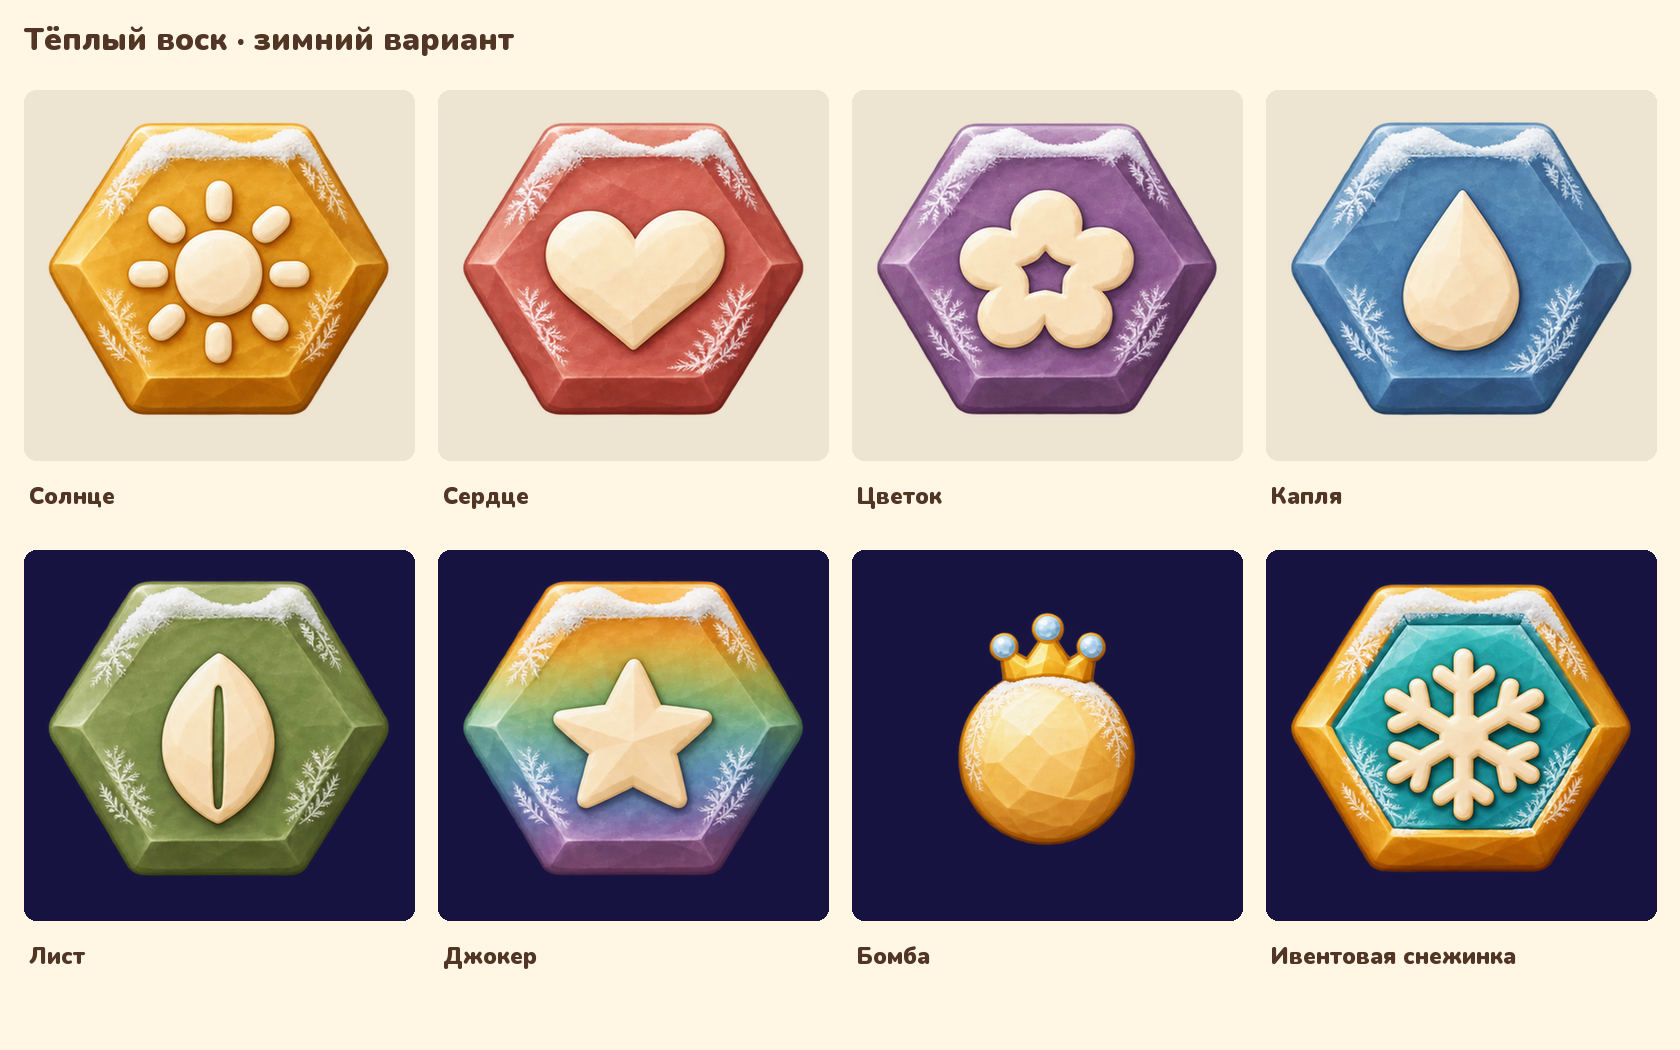 Тёплый воск · зимний вариант
Солнце
Сердце
Цветок
Капля
Лист
Джокер
Бомба
Ивентовая снежинка